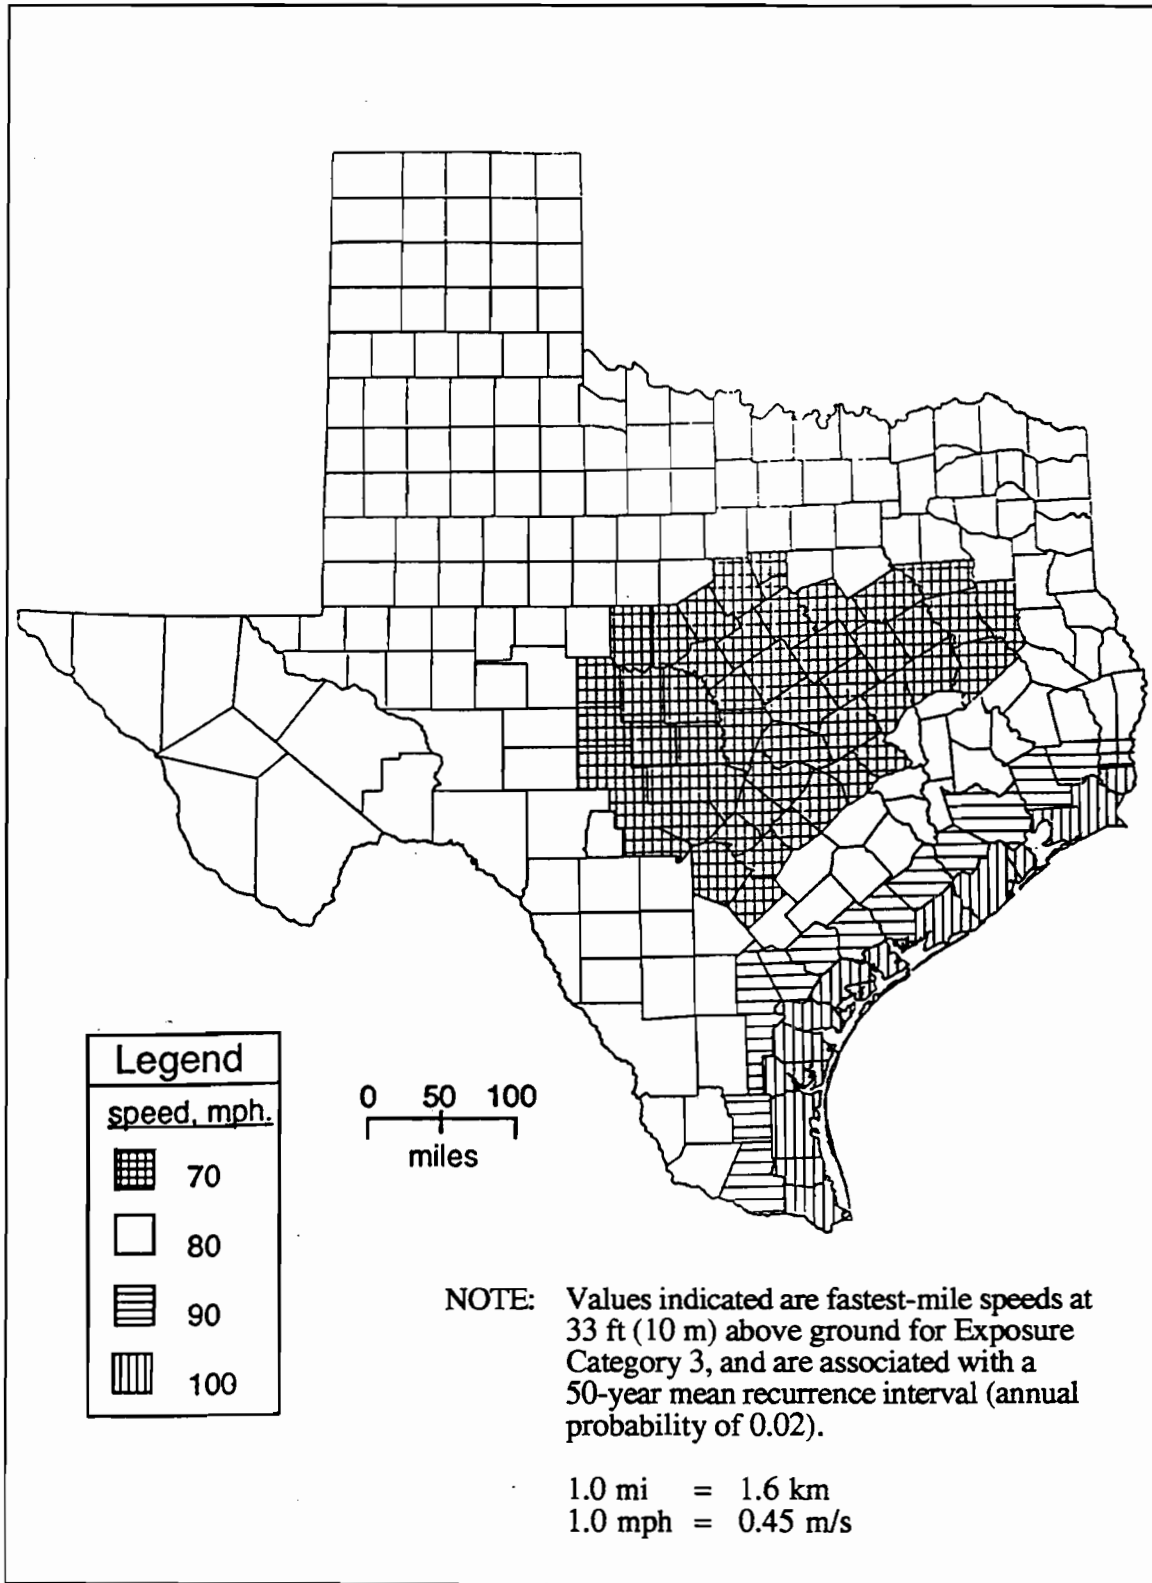 Legend
speed, mph.
70
80
90
100
0 50 100
miles
NOTE: Values indicated are fastest-mile speeds at
33 ft (10 m) above ground for Exposure
Category 3, and are associated with a
50-year mean recurrence interval (annual
probability of 0.02).
1.0 mi = 1.6 km
1.0 mph = 0.45 m/s